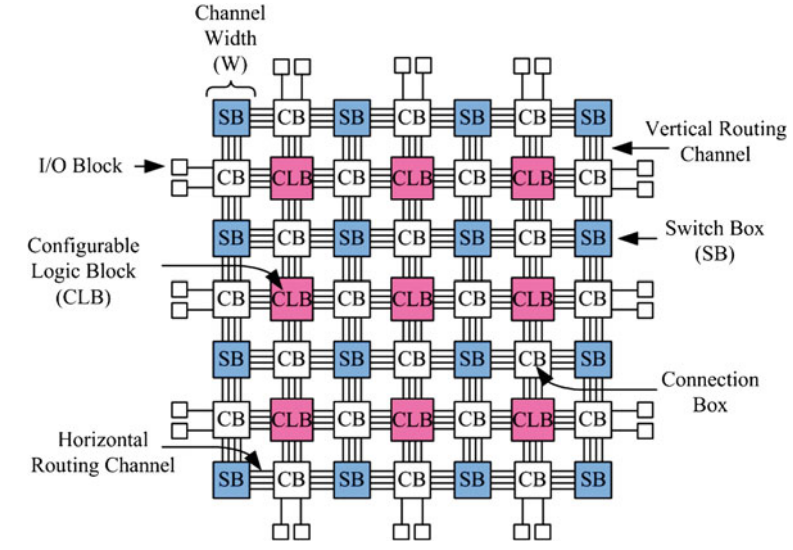 Channel
Width
(W)
SB CB SB CB SB CB SB
Vertical Routing
Channel
I/O Block
CB CLB CB CLB CB CLB CB
SB CB SB CB SB CB SB
Switch Box
(SB)
Configurable
Logic Block
(CLB)
CB CLB CB CLB CB CLB CB
SB CB SB CB SB CB SB
Connection
Box
CB CLB CB CLB CB CLB CB
Horizontal
Routing Channel
SB CB SB CB SB CB SB